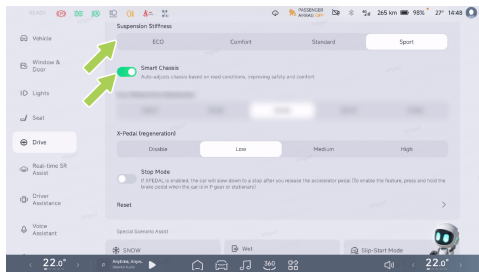 READY
PASSENGER
AIRBAG OFF
265 km
98%
27°
14:48
Vehicle
Window &
Door
Lights
Seat
Drive
Real-time SR
Assist
Driver
Assistance
Voice
Assistant
Suspension Stiffness
ECO Comfort Standard Sport
Smart Chassis
Auto-adjusts chassis based on road conditions, improving safety and comfort
X-Pedal (regeneration)
Disable Low Medium High
Stop Mode
If XPEDAL is enabled, the car will slow down to a stop after you release the accelerator pedal (To enable the feature, press and hold the
brake pedal when the car is in P gear or stationary)
Reset
Special Scenario Assist
SNOW Wet Slip-Start Mode
22.0°
360
22.0°